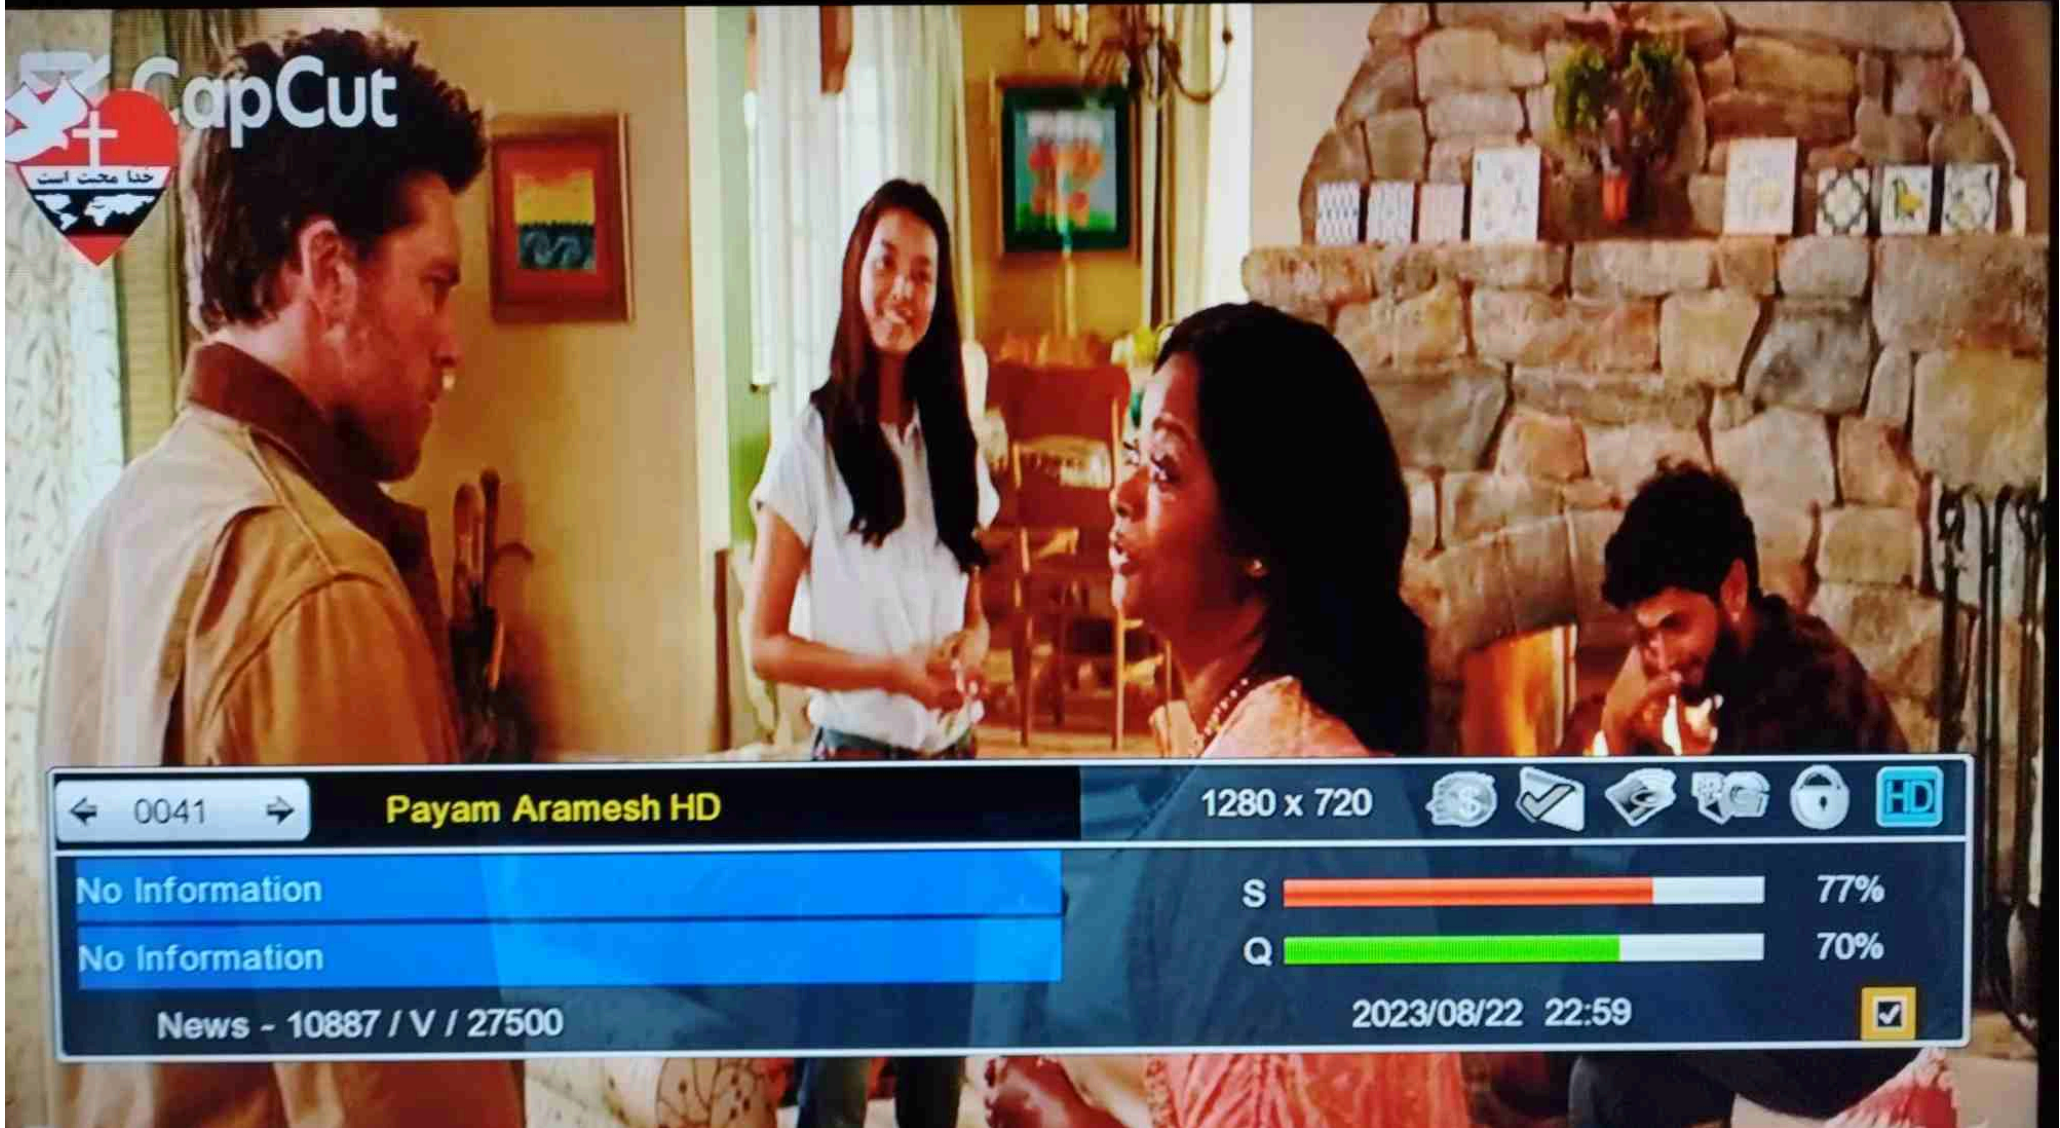 CapCut
خدا محبت است
0041
Payam Aramesh HD
1280 x 720
HD
No Information
S
77%
No Information
Q
70%
News - 10887 / V / 27500
2023/08/22 22:59